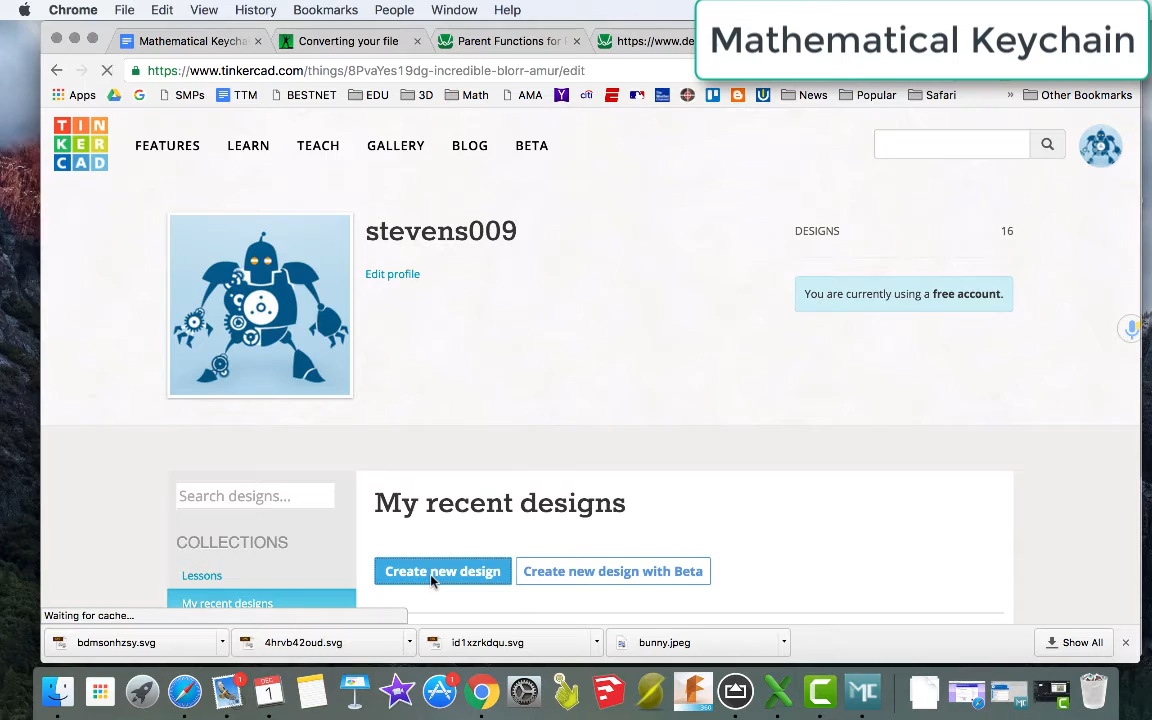 Chrome File Edit View History Bookmarks People Window Help
Mathematical Keychain
Mathematical Keycha
Converting your file
Parent Functions for
https://www.de
https://www.tinkercad.com/things/8PvaYes19dg-incredible-blorr-amur/edit
Apps SMPs TTM BESTNET EDU 3D Math AMA News Popular Safari » Other Bookmarks
TINKERCAD
FEATURES LEARN TEACH GALLERY BLOG BETA
stevens009
DESIGNS 16
Edit profile
You are currently using a free account.
Search designs...
My recent designs
COLLECTIONS
Create new design
Create new design with Beta
Lessons
My recent designs
Waiting for cache...
bdmsonhzsy.svg
4hrvb42oud.svg
id1xzrkdqu.svg
bunny.jpeg
Show All